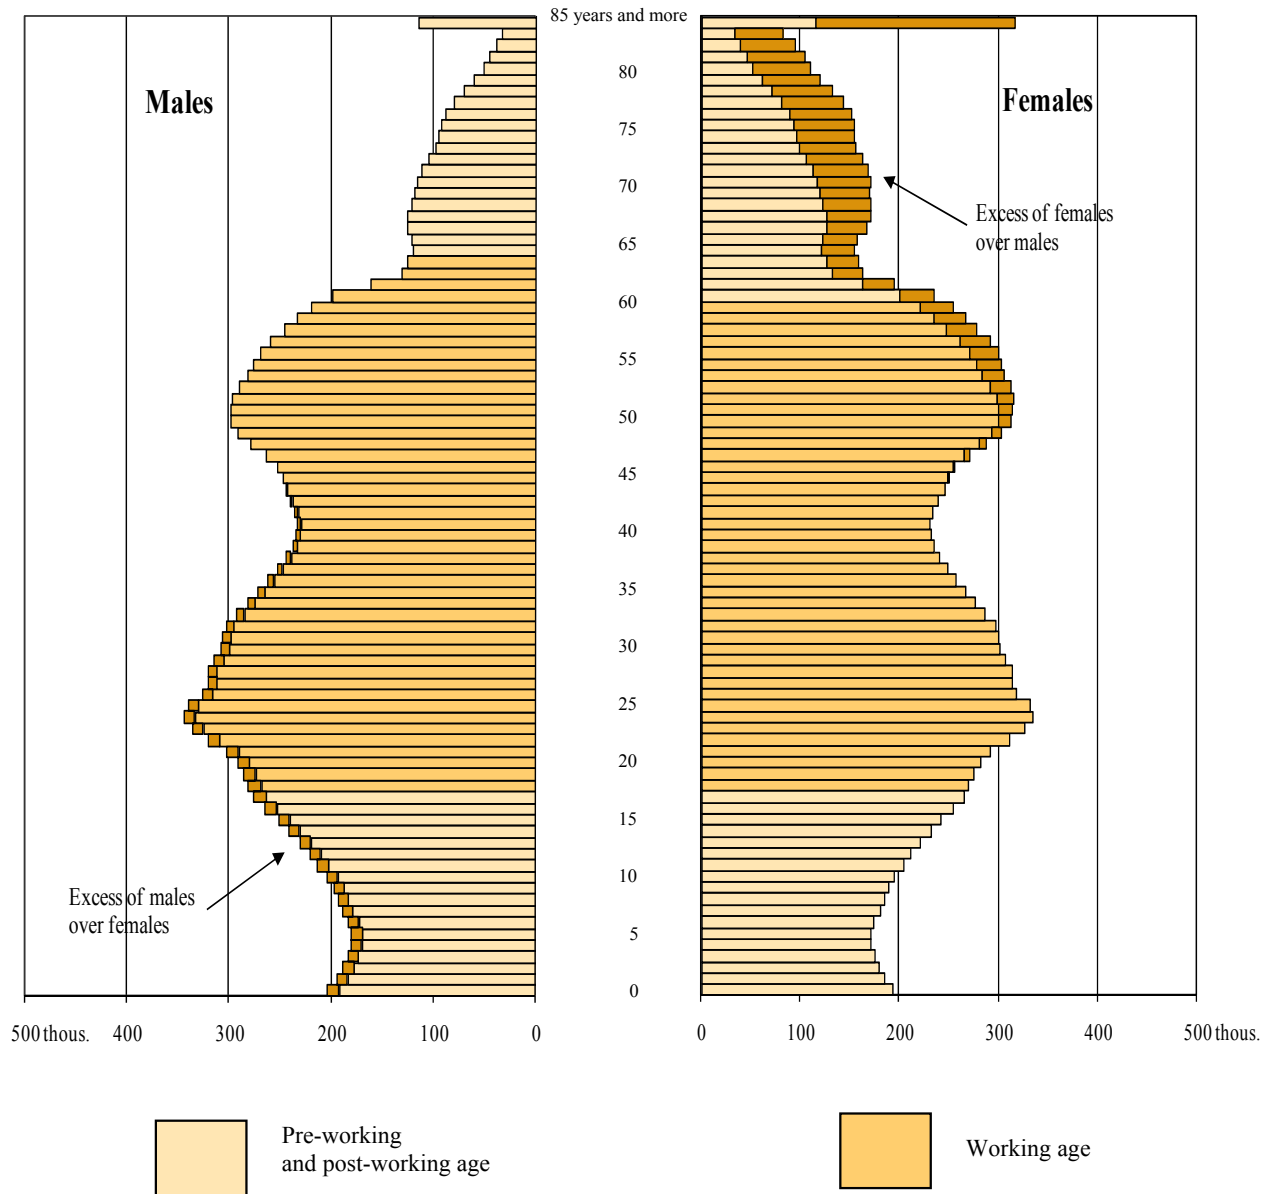 85 years and more
Males
Females
80
75
70
65
60
55
50
45
40
35
30
25
20
15
10
5
0
Excess of females
over males
Excess of males
over females
500 thous. 400 300 200 100 0
0 100 200 300 400 500 thous.
Pre-working
and post-working age
Working age